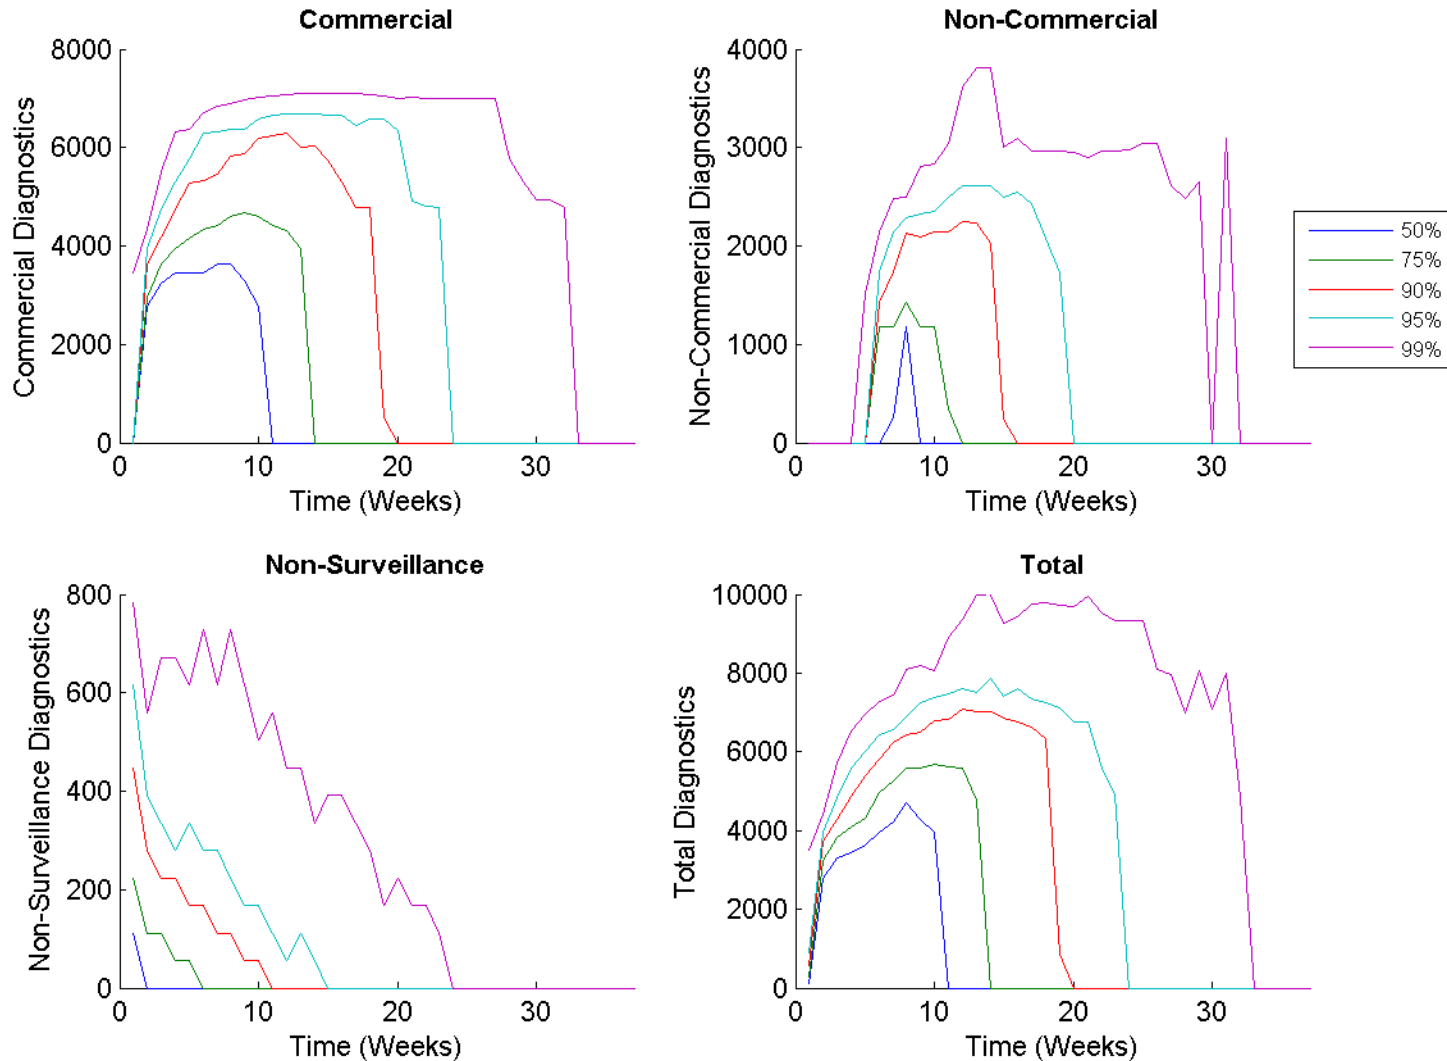 Commercial
8000
6000
4000
2000
0
Commercial Diagnostics
0 10 20 30
Time (Weeks)
Non-Commercial
4000
3000
2000
1000
0
Non-Commercial Diagnostics
0 10 20 30
Time (Weeks)
50%
75%
90%
95%
99%
Non-Surveillance
800
600
400
200
0
Non-Surveillance Diagnostics
0 10 20 30
Time (Weeks)
Total
10000
8000
6000
4000
2000
0
Total Diagnostics
0 10 20 30
Time (Weeks)